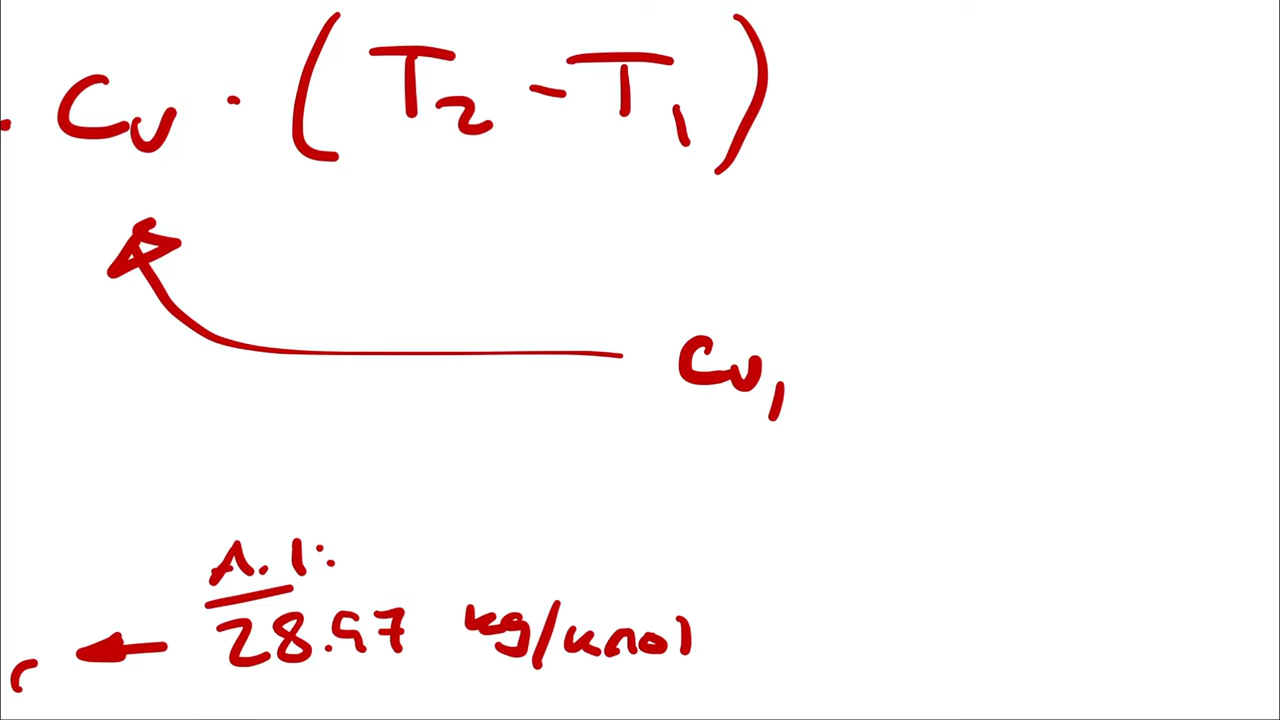 · Cv · (T2 - T1)
Cv,
A.1:
28.97 kg/kmol